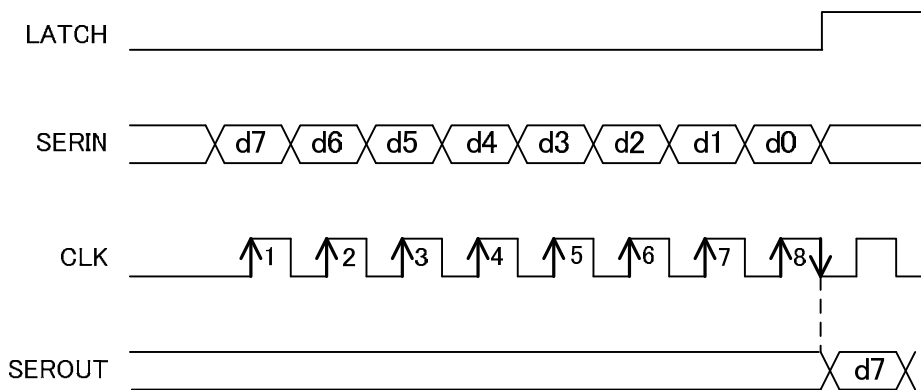 LATCH
SERIN d7 d6 d5 d4 d3 d2 d1 d0
CLK 1 2 3 4 5 6 7 8
SEROUT d7